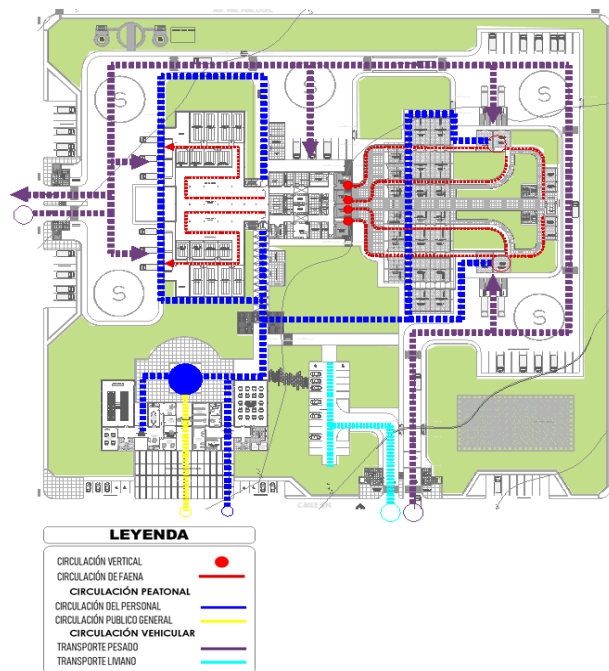 S
S
S
S
LEYENDA
CIRCULACIÓN VERTICAL
CIRCULACIÓN DE FAENA
CIRCULACIÓN PEATONAL
CIRCULACIÓN DEL PERSONAL
CIRCULACIÓN PUBLICO GENERAL
CIRCULACIÓN VEHICULAR
TRANSPORTE PESADO
TRANSPORTE LIVIANO